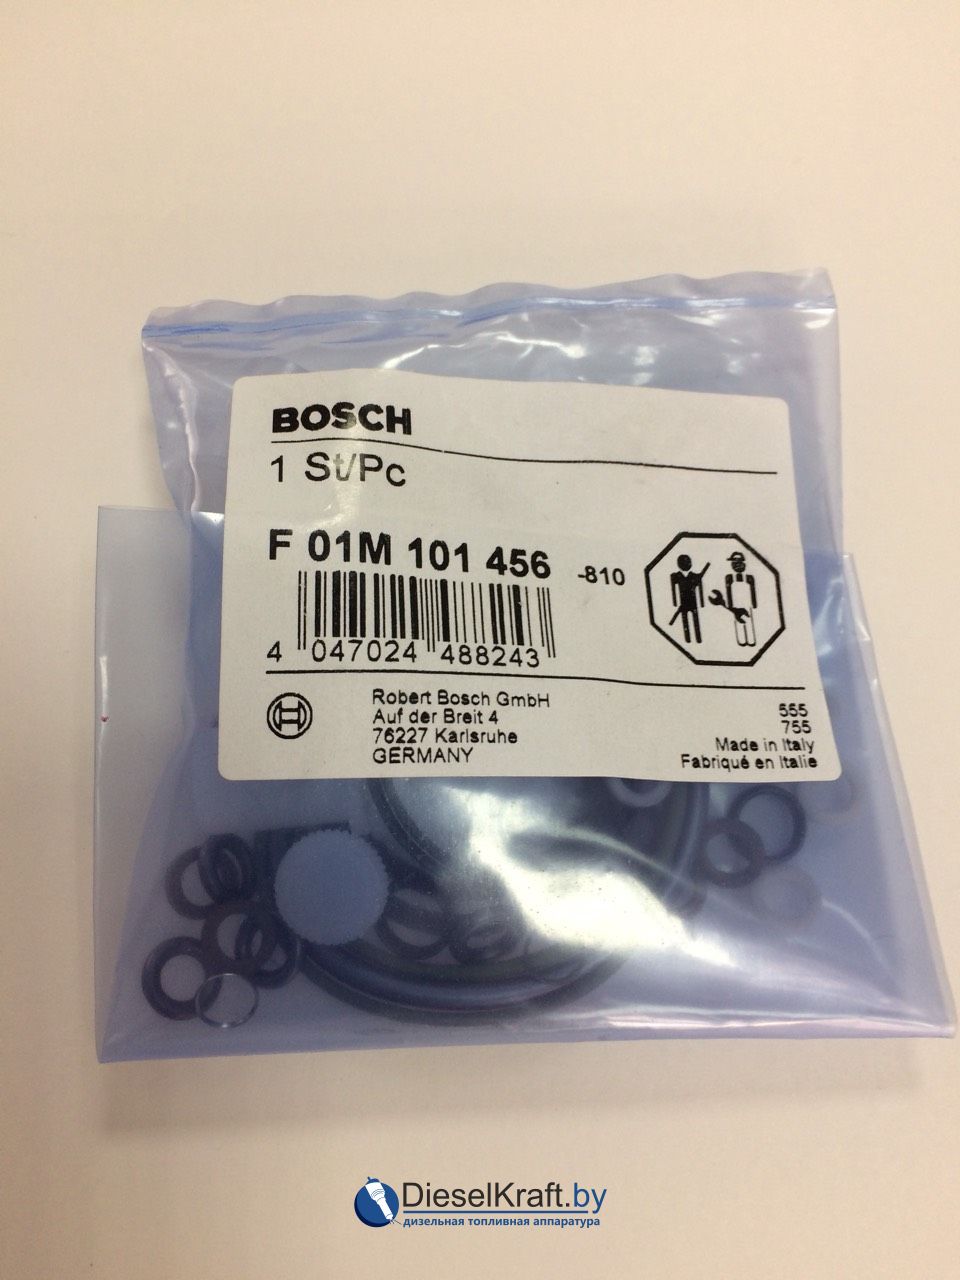 BOSCH
1 St/Pc
F 01M 101 456 -810
4 047024 488243
Robert Bosch GmbH
Auf der Breit 4
76227 Karlsruhe
GERMANY
555
755
Made in Italy
Fabriqué en Italie
DieselKraft.by
дизельная топливная аппаратура